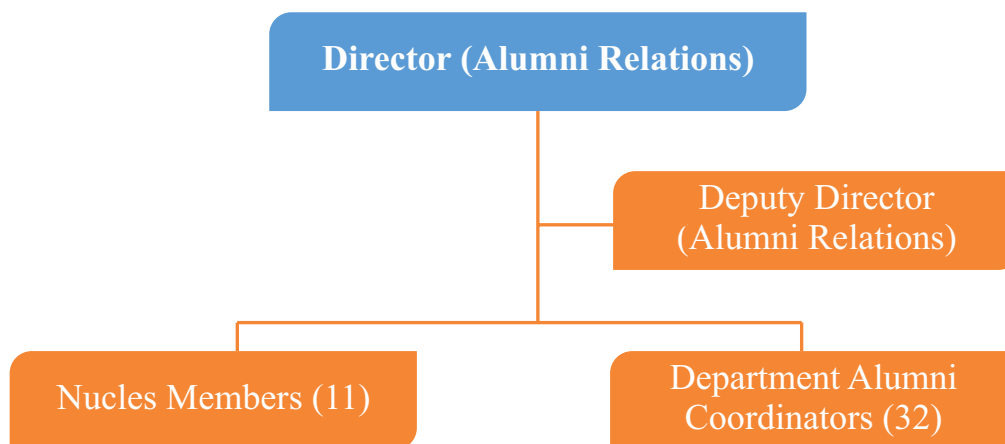 Director (Alumni Relations)
Deputy Director
(Alumni Relations)
Nucles Members (11)
Department Alumni
Coordinators (32)